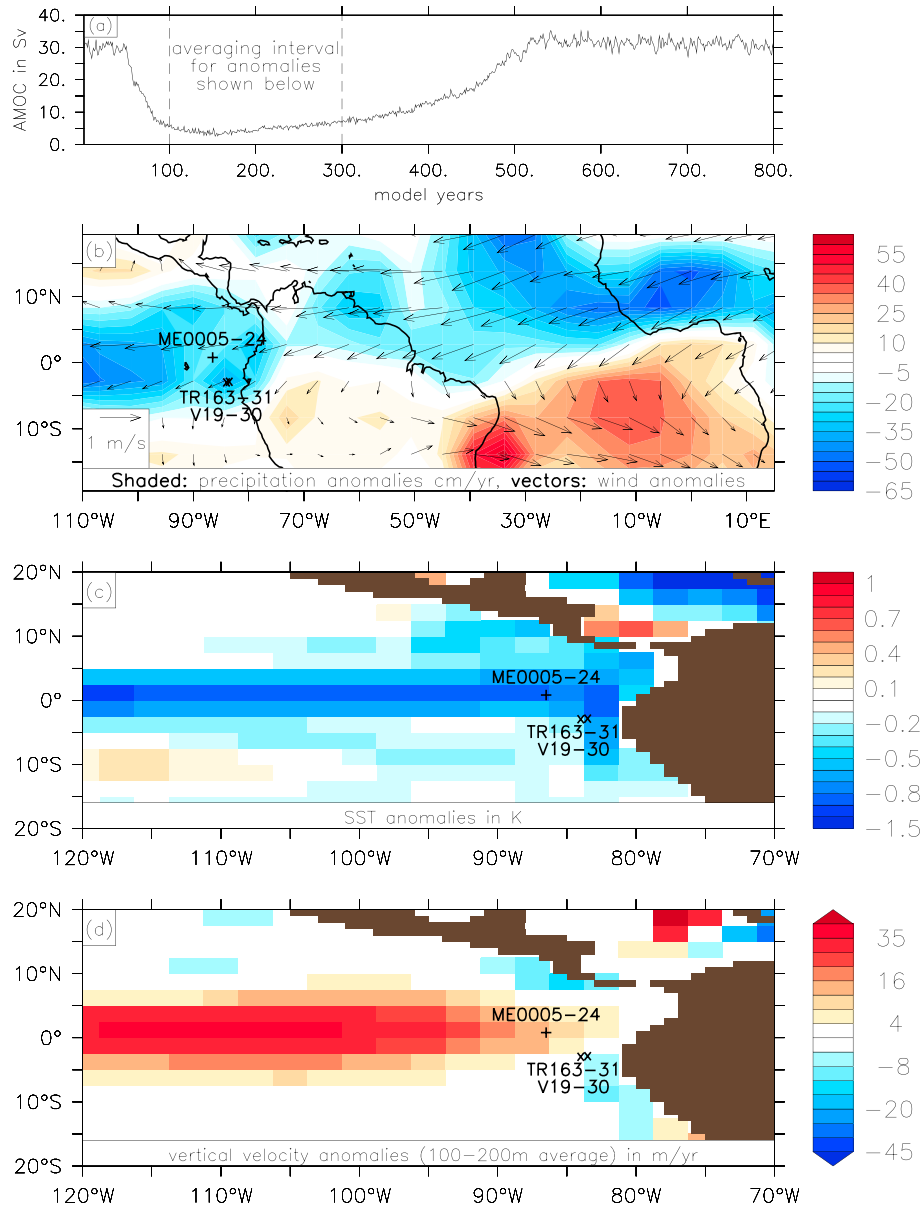 (a)
AMOC in Sv
40.
30.
20.
10.
0.
averaging interval
for anomalies
shown below
100. 200. 300. 400. 500. 600. 700. 800.
model years
(b)
10°N
0°
10°S
ME0005-24
TR163-31
V19-30
1 m/s
Shaded: precipitation anomalies cm/yr, vectors: wind anomalies
110°W 90°W 70°W 50°W 30°W 10°W 10°E
55
40
25
10
-5
-20
-35
-50
-65
(c)
20°N
10°N
0°
10°S
20°S
ME0005-24
TR163-31
V19-30
SST anomalies in K
120°W 110°W 100°W 90°W 80°W 70°W
1
0.7
0.4
0.1
-0.2
-0.5
-0.8
-1.5
(d)
20°N
10°N
0°
10°S
20°S
ME0005-24
TR163-31
V19-30
vertical velocity anomalies (100-200m average) in m/yr
120°W 110°W 100°W 90°W 80°W 70°W
35
16
4
-8
-20
-45